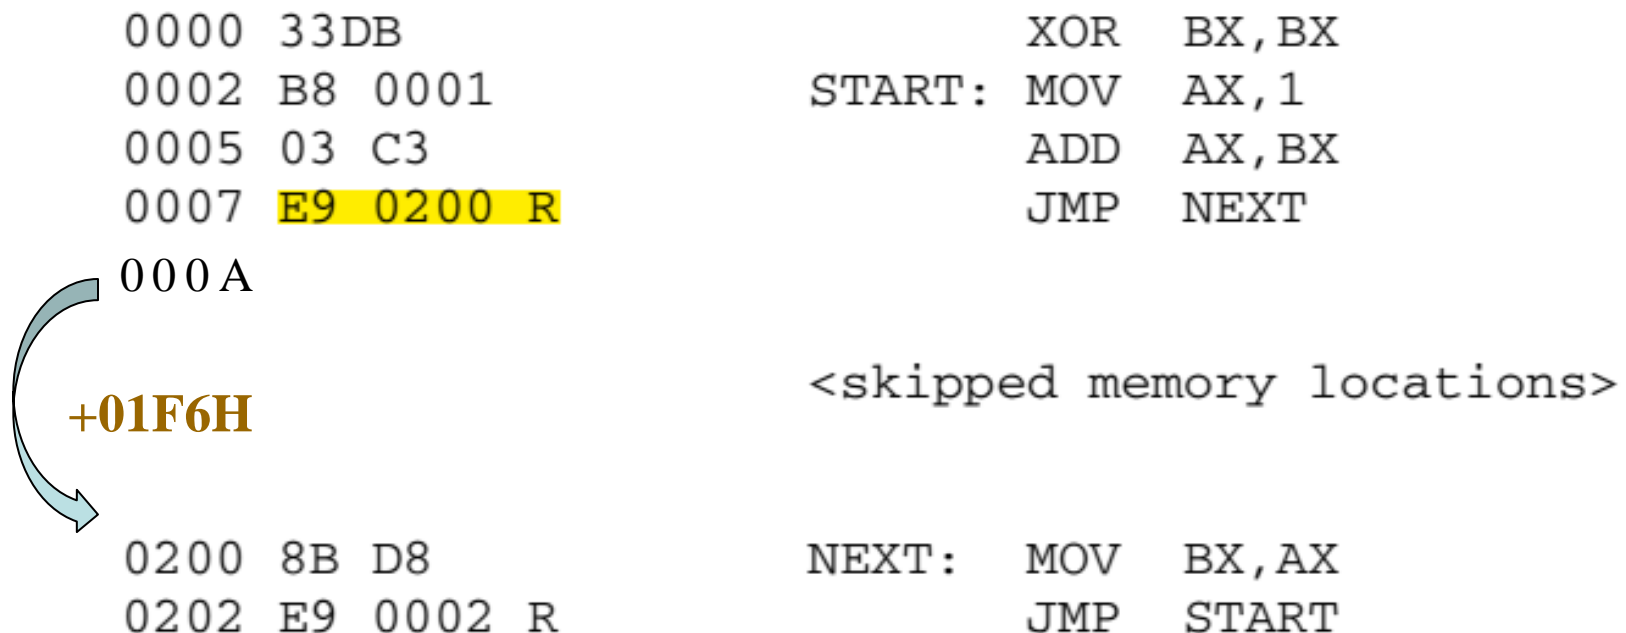 0000 33DB XOR BX,BX
0002 B8 0001 START: MOV AX,1
0005 03 C3 ADD AX,BX
0007 E9 0200 R JMP NEXT
000A
<skipped memory locations>
+01F6H
0200 8B D8 NEXT: MOV BX,AX
0202 E9 0002 R JMP START